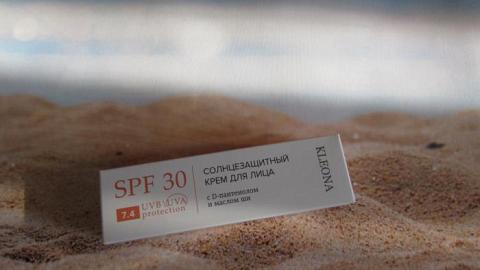 SPF 30
7.4
UVB UVA
protection
СОЛНЦЕЗАЩИТНЫЙ
КРЕМ ДЛЯ ЛИЦА
с D-пантенолом
и маслом ши
KLEONA